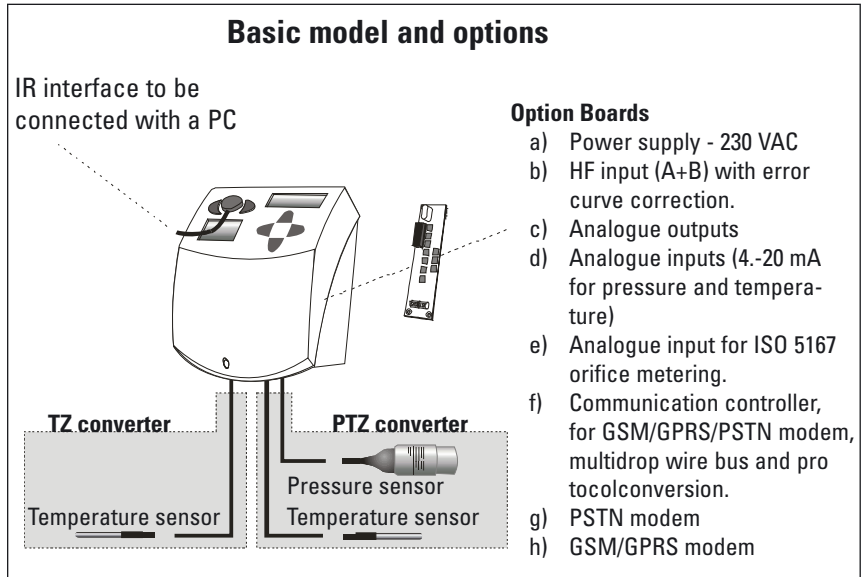 Basic model and options
IR interface to be
connected with a PC
Option Boards
a) Power supply - 230 VAC
b) HF input (A+B) with error
curve correction.
c) Analogue outputs
d) Analogue inputs (4.-20 mA
for pressure and tempera-
ture)
e) Analogue input for ISO 5167
orifice metering.
f) Communication controller,
for GSM/GPRS/PSTN modem,
multidrop wire bus and pro
tocolconversion.
g) PSTN modem
h) GSM/GPRS modem
TZ converter
Temperature sensor
PTZ converter
Pressure sensor
Temperature sensor